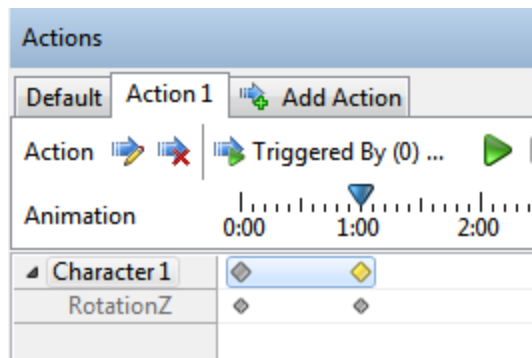 Actions
Default Action 1 Add Action
Action Triggered By (0) ...
Animation 0:00 1:00 2:00
Character 1
RotationZ